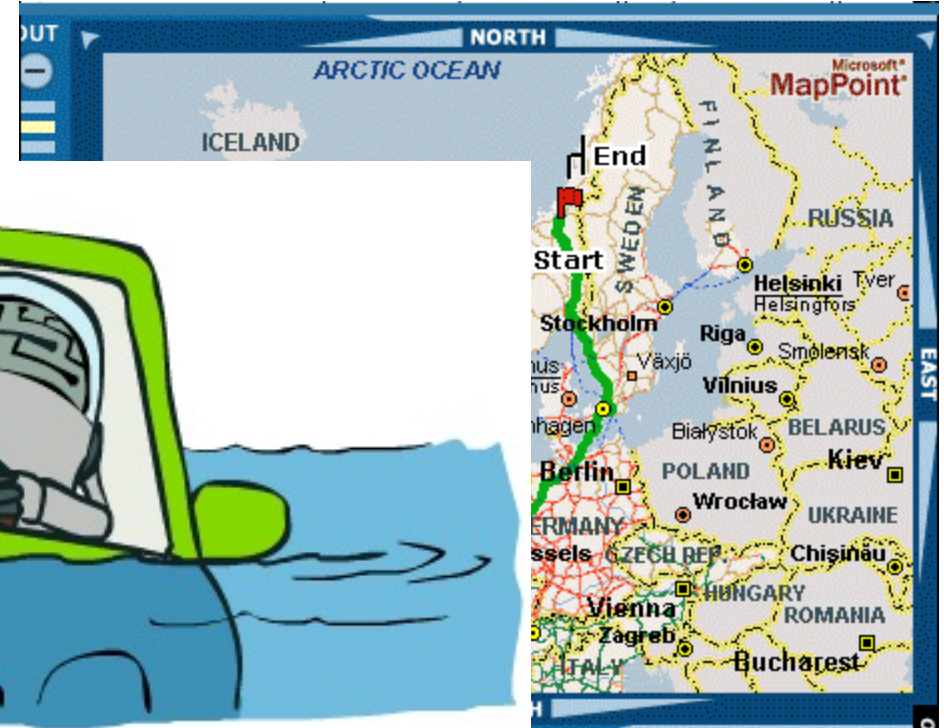 OUT
NORTH
ARCTIC OCEAN
Microsoft®
MapPoint®
ICELAND
FINLAND
End
SWEDEN
RUSSIA
Start
Helsinki
Tver
Helsingfors
Stockholm
Riga
Smolensk
EAST
Växjö
Vilnius
BELARUS
Białystok
Berlin
POLAND
Kiev
Wrocław
UKRAINE
CZECH REP.
Chişinău
HUNGARY
Vienna
ROMANIA
Zagreb
ITALY
Bucharest